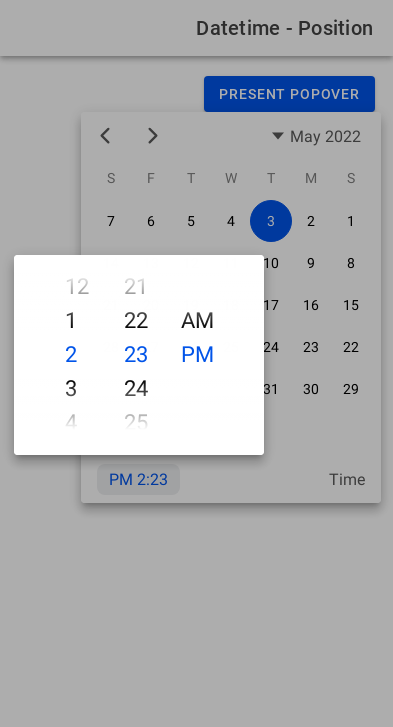 Datetime - Position
PRESENT POPOVER
May 2022
S F T W T M S
7 6 5 4 3 2 1
10 9 8
17 16 15
24 23 22
31 30 29
12 21
1 22 AM
2 23 PM
3 24
4 25
PM 2:23 Time